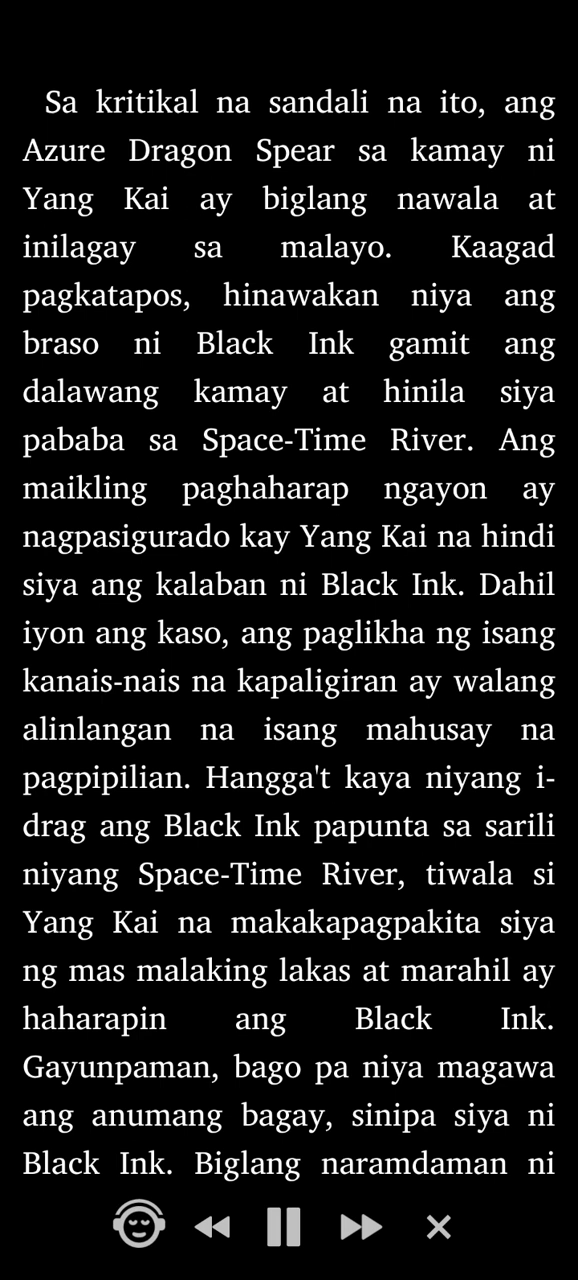 Sa kritikal na sandali na ito, ang
Azure Dragon Spear sa kamay ni
Yang Kai ay biglang nawala at
inilagay sa malayo. Kaagad
pagkatapos, hinawakan niya ang
braso ni Black Ink gamit ang
dalawang kamay at hinila siya
pababa sa Space-Time River. Ang
maikling paghaharap ngayon ay
nagpasigurado kay Yang Kai na hindi
siya ang kalaban ni Black Ink. Dahil
iyon ang kaso, ang paglikha ng isang
kanais-nais na kapaligiran ay walang
alinlangan na isang mahusay na
pagpipilian. Hangga't kaya niyang i-
drag ang Black Ink papunta sa sarili
niyang Space-Time River, tiwala si
Yang Kai na makakapagpakita siya
ng mas malaking lakas at marahil ay
haharapin ang Black Ink.
Gayunpaman, bago pa niya magawa
ang anumang bagay, sinipa siya ni
Black Ink. Biglang naramdaman ni